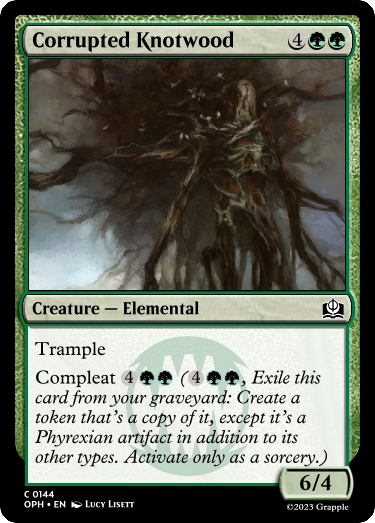 Corrupted Knotwood 4
Creature — Elemental
Trample
Compleat 4 (4, Exile this
card from your graveyard: Create a
token that's a copy of it, except it's a
Phyrexian artifact in addition to its
other types. Activate only as a sorcery.)
6/4
C 0144
OPH • EN Lucy Lisett
©2023 Grapple